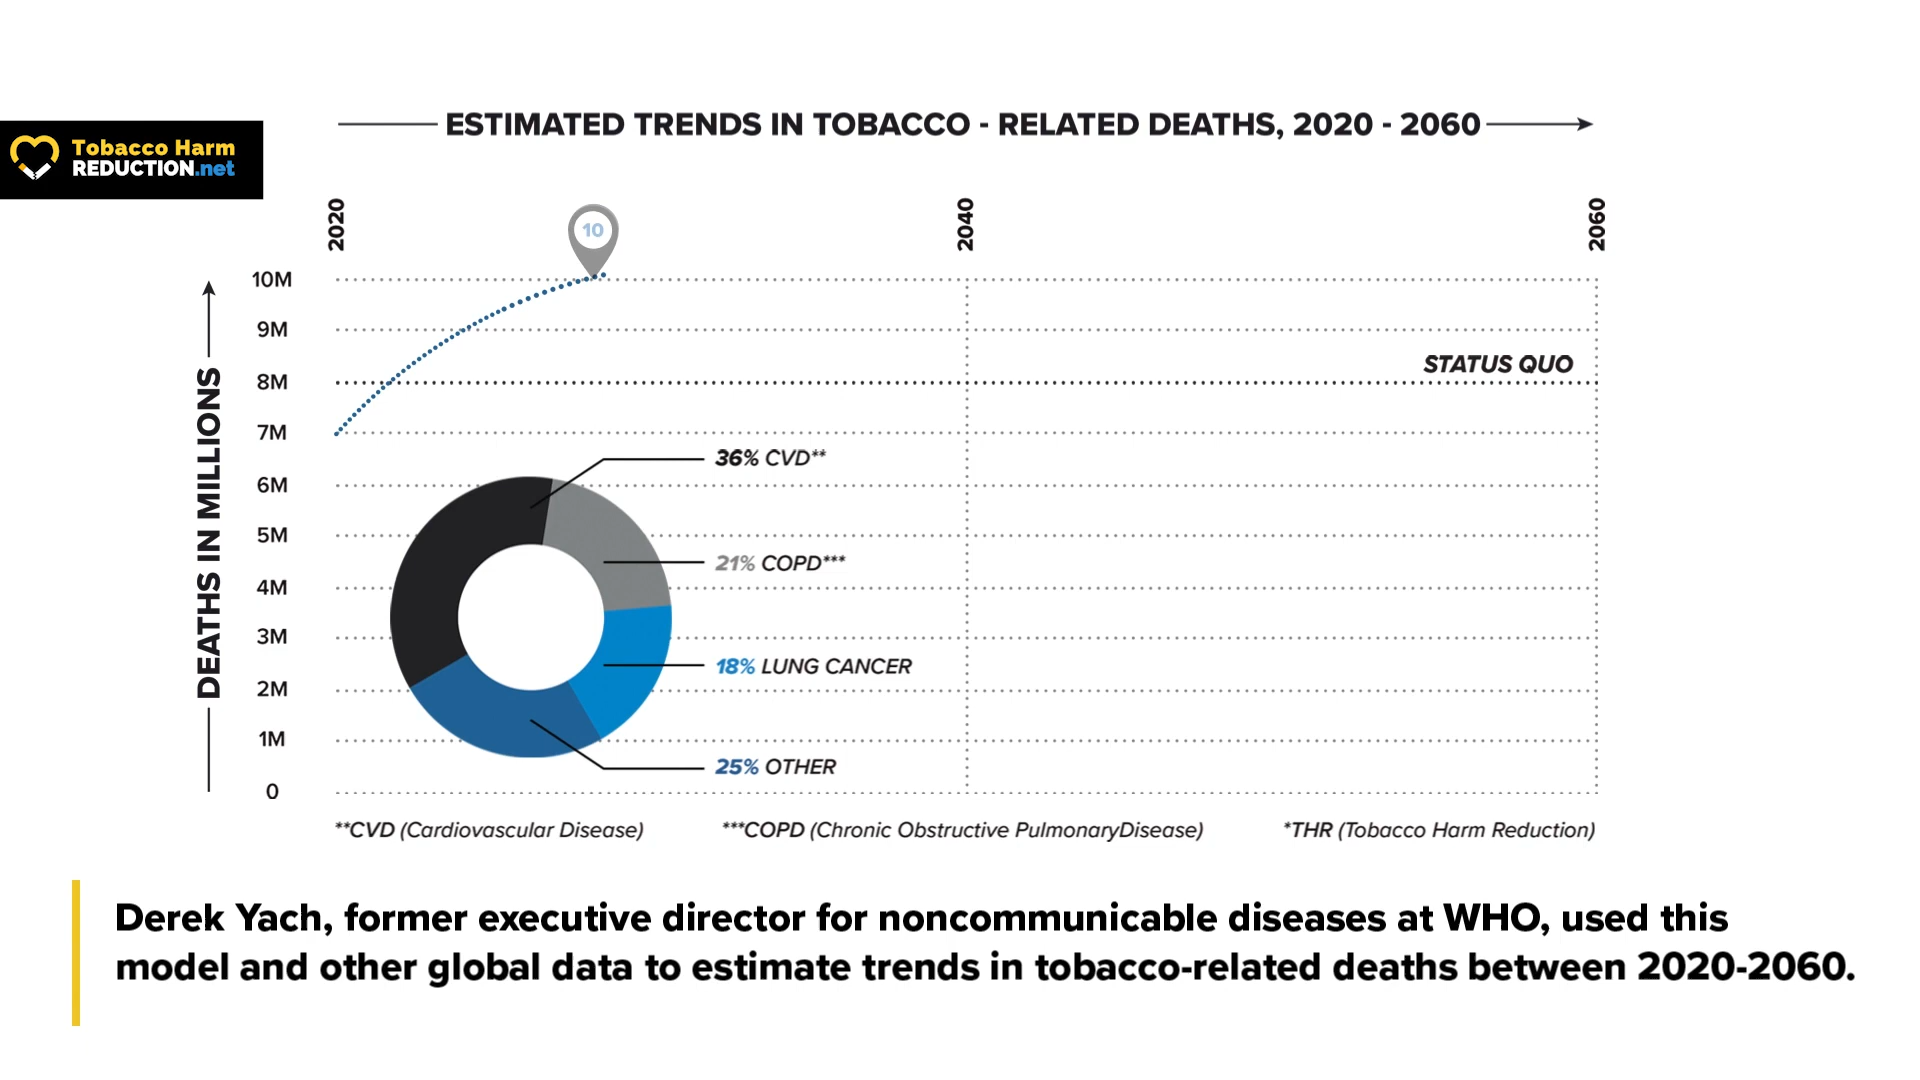 ESTIMATED TRENDS IN TOBACCO - RELATED DEATHS, 2020 - 2060
Tobacco Harm
REDUCTION.net
2020
2040
2060
10
10M
9M
STATUS QUO
8M
7M
36% CVD**
6M
5M
21% COPD***
4M
3M
18% LUNG CANCER
2M
1M
25% OTHER
0
DEATHS IN MILLIONS
**CVD (Cardiovascular Disease)
***COPD (Chronic Obstructive PulmonaryDisease)
*THR (Tobacco Harm Reduction)
Derek Yach, former executive director for noncommunicable diseases at WHO, used this
model and other global data to estimate trends in tobacco-related deaths between 2020-2060.